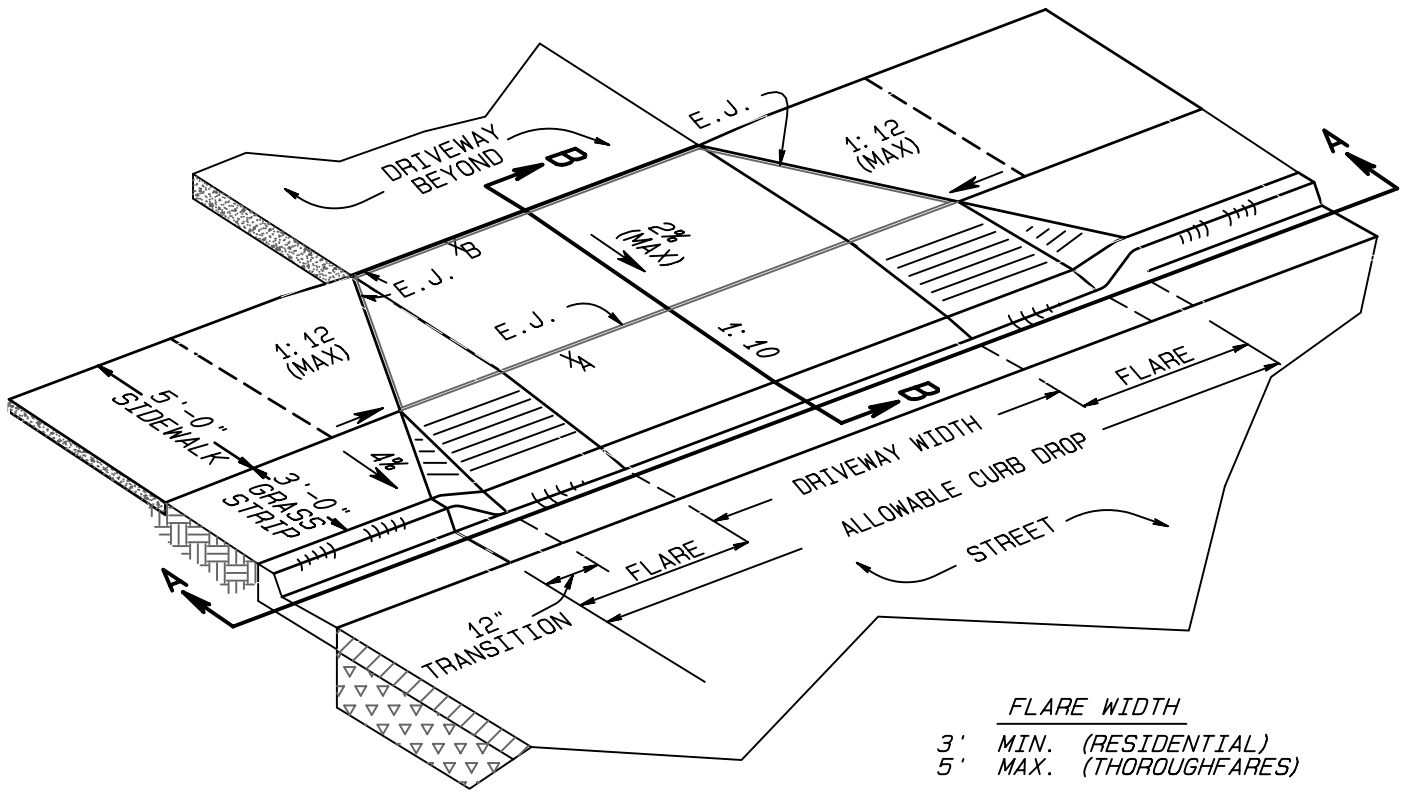 E.J.
1:12
(MAX)
A
DRIVEWAY
BEYOND
B
2%
(MAX)
XB
E.J.
E.J.
1:10
XA
1:12
(MAX)
5'-0"
SIDEWALK
4%
3'-0"
GRASS
STRIP
B
FLARE
DRIVEWAY WIDTH
ALLOWABLE CURB DROP
STREET
FLARE
A
12"
TRANSITION
FLARE WIDTH
3' MIN. (RESIDENTIAL)
5' MAX. (THOROUGHFARES)